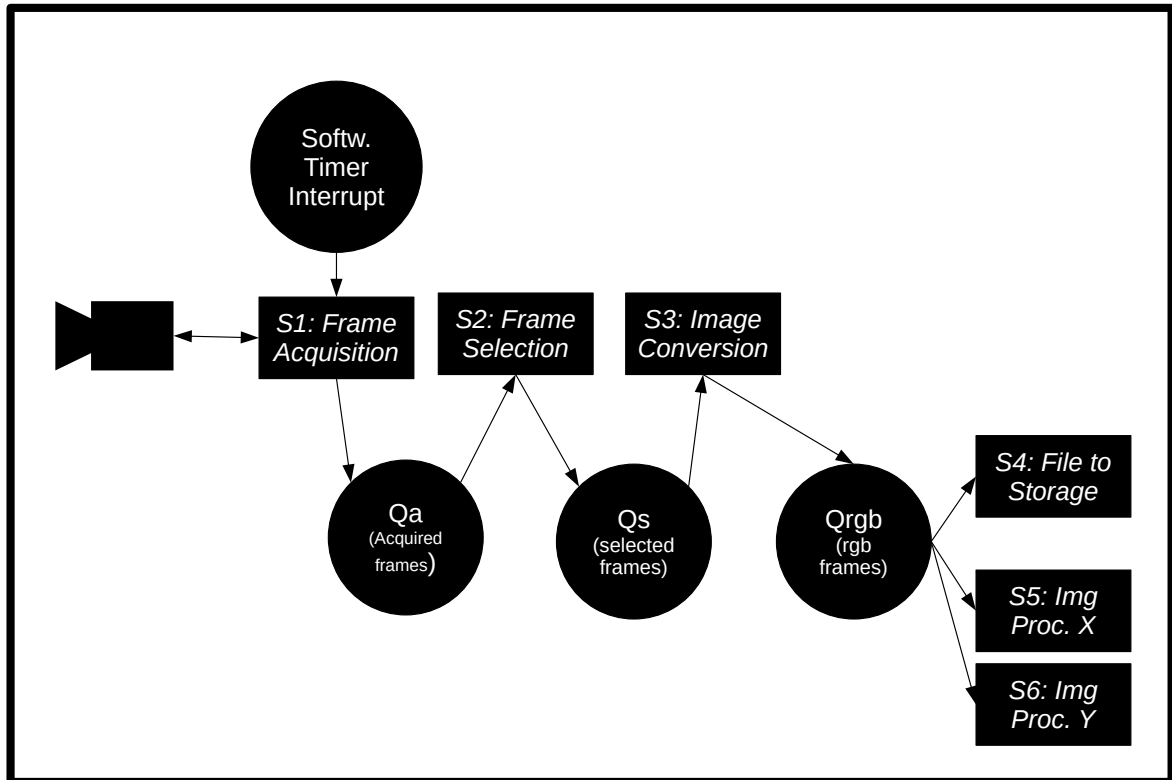 Softw.
Timer
Interrupt
S1: Frame
Acquisition
S2: Frame
Selection
S3: Image
Conversion
Qa
(Acquired
frames)
Qs
(selected
frames)
Qrgb
(rgb
frames)
S4: File to
Storage
S5: Img
Proc. X
S6: Img
Proc. Y